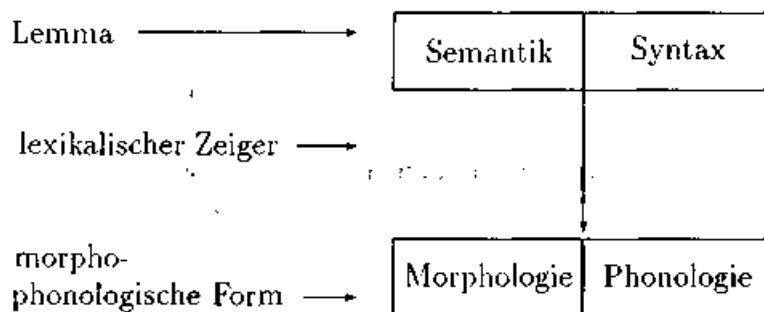 Lemma
Semantik Syntax
lexikalischer Zeiger
morpho-
phonologische Form
Morphologie Phonologie